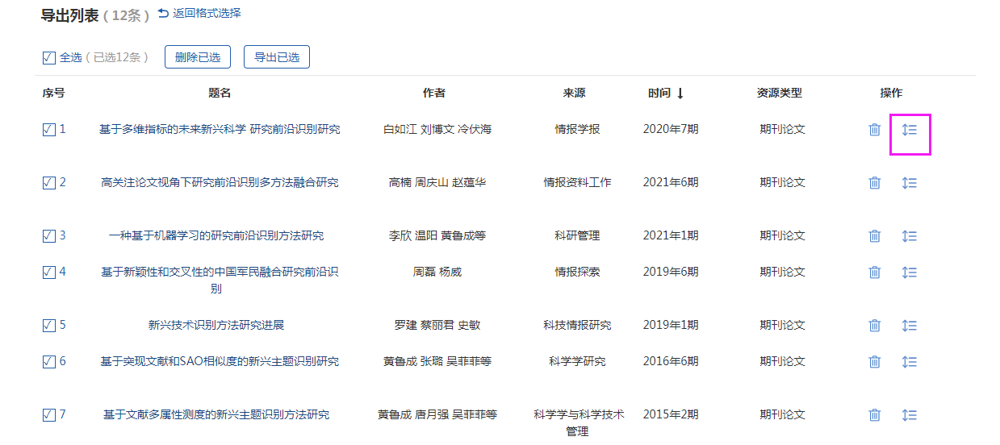 导出列表（12条） 返回格式选择
全选（已选12条） 删除已选 导出已选
序号 题名 作者 来源 时间 资源类型 操作
1 基于多维指标的未来新兴科学 研究前沿识别研究 白如江 刘博文 冷伏海 情报学报 2020年7期 期刊论文
2 高关注论文视角下研究前沿识别多方法融合研究 高楠 周庆山 赵蕴华 情报资料工作 2021年6期 期刊论文
3 一种基于机器学习的研究前沿识别方法研究 李欣 温阳 黄鲁成等 科研管理 2021年1期 期刊论文
4 基于新颖性和交叉性的中国军民融合研究前沿识 周磊 杨威 情报探索 2019年6期 期刊论文
别
5 新兴技术识别方法研究进展 罗建 蔡丽君 史敏 科技情报研究 2019年1期 期刊论文
6 基于突现文献和SAO相似度的新兴主题识别研究 黄鲁成 张璐 吴菲菲等 科学学研究 2016年6期 期刊论文
7 基于文献多属性测度的新兴主题识别方法研究 黄鲁成 唐月强 吴菲菲等 科学学与科学技术 2015年2期 期刊论文
管理